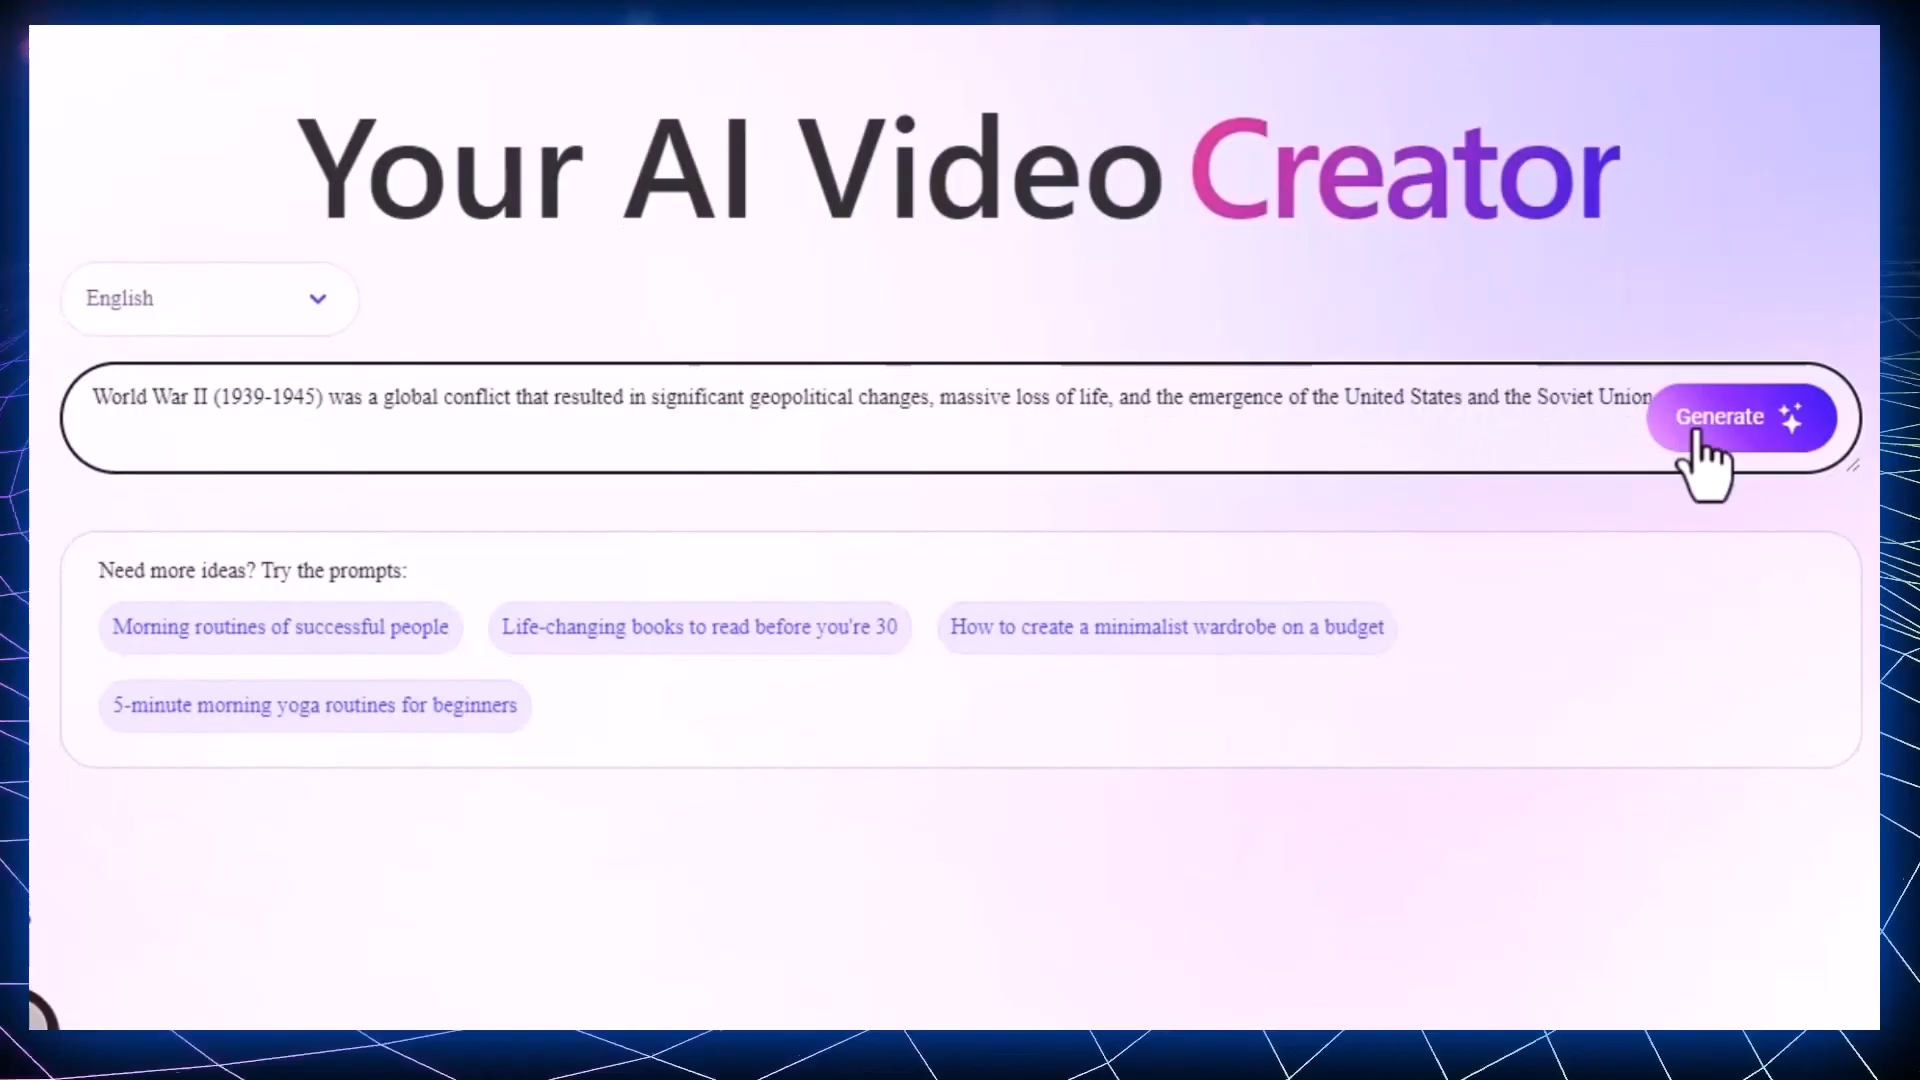 Your AI Video Creator
English
World War II (1939-1945) was a global conflict that resulted in significant geopolitical changes, massive loss of life, and the emergence of the United States and the Soviet Union
Generate
Need more ideas? Try the prompts:
Morning routines of successful people
Life-changing books to read before you're 30
How to create a minimalist wardrobe on a budget
5-minute morning yoga routines for beginners